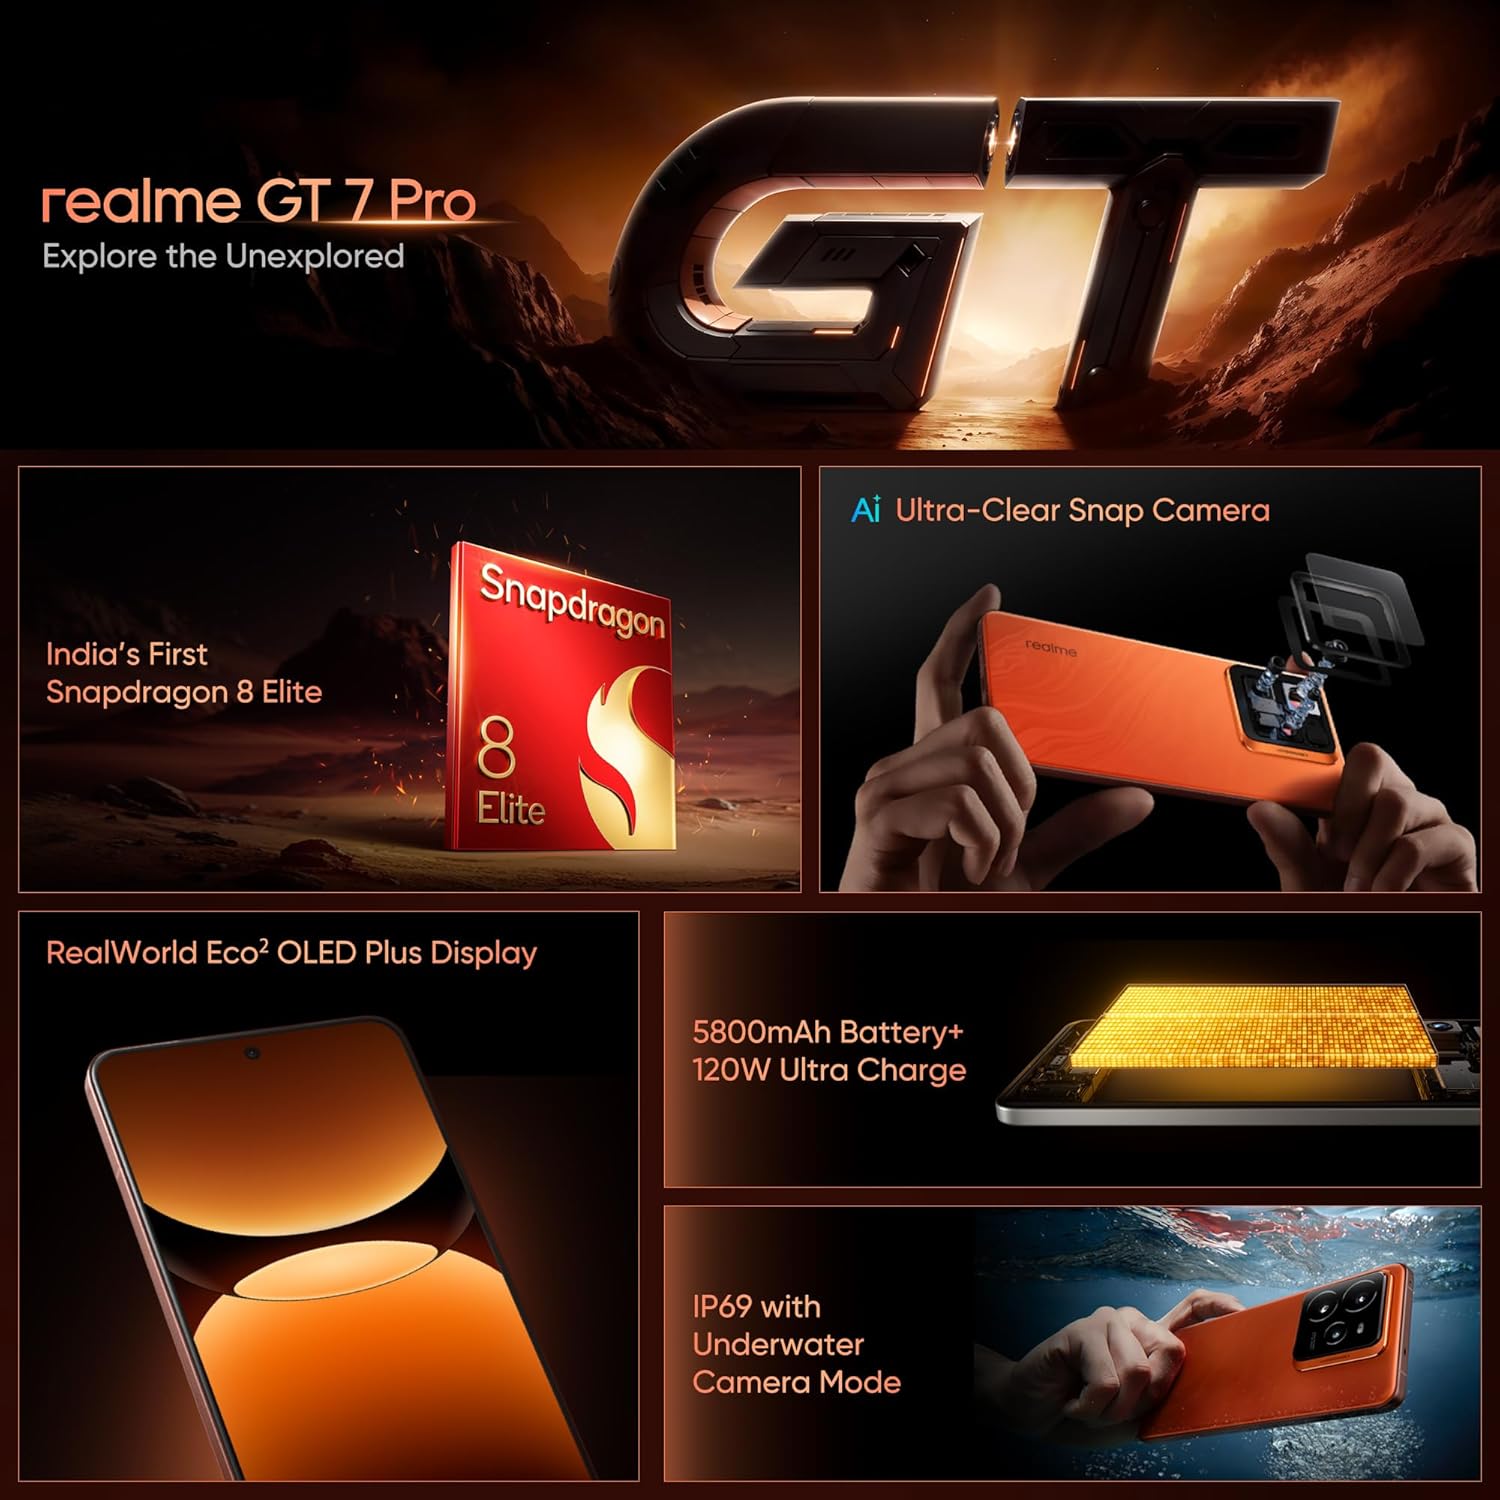 realme GT 7 Pro
Explore the Unexplored
GT
India's First
Snapdragon 8 Elite
Snapdragon
8
Elite
Ai Ultra-Clear Snap Camera
realme
RealWorld Eco² OLED Plus Display
5800mAh Battery+
120W Ultra Charge
IP69 with
Underwater
Camera Mode